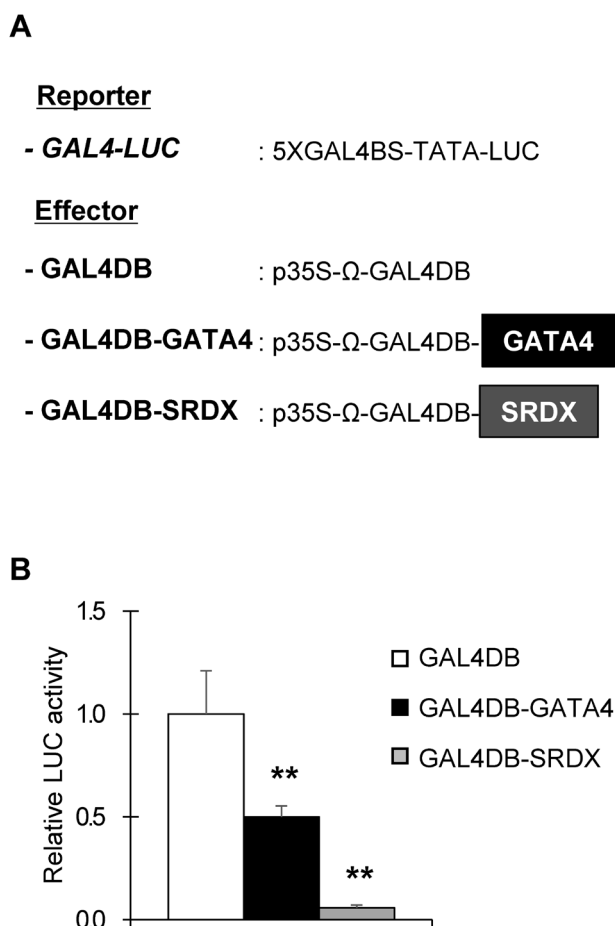 A
Reporter
- GAL4-LUC : 5XGAL4BS-TATA-LUC
Effector
- GAL4DB : p35S-Ω-GAL4DB
- GAL4DB-GATA4 : p35S-Ω-GAL4DB- GATA4
- GAL4DB-SRDX : p35S-Ω-GAL4DB- SRDX
B
Relative LUC activity
1.5
1.0
0.5
0.0
**
**
GAL4DB
GAL4DB-GATA4
GAL4DB-SRDX